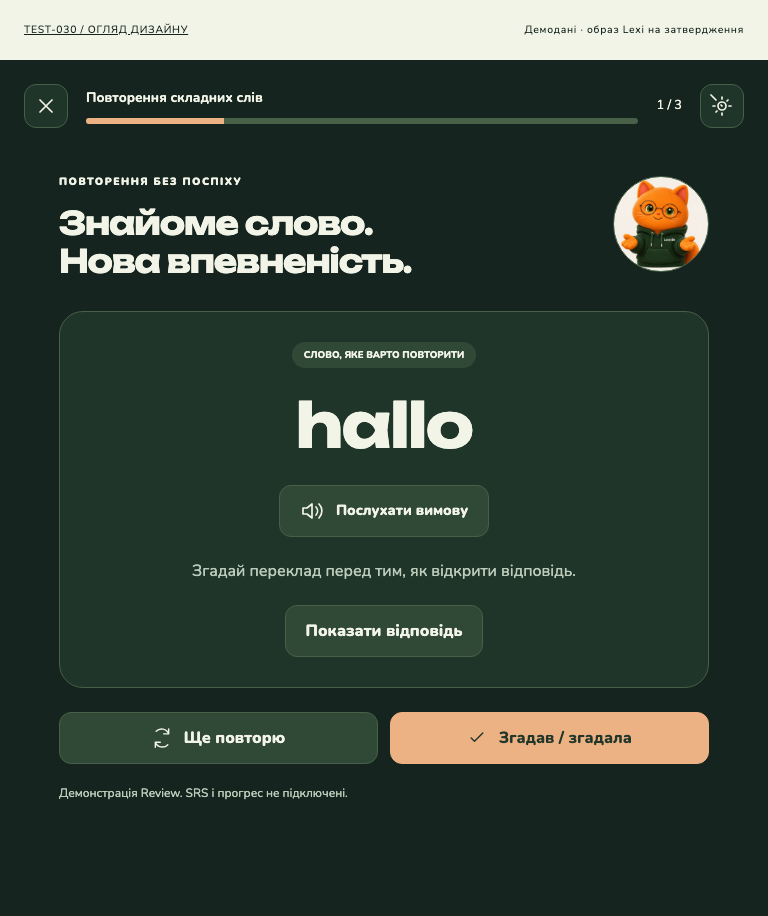 TEST-030 / ОГЛЯД ДИЗАЙНУ
Демодані · образ Lexi на затвердження
Повторення складних слів
1 / 3
ПОВТОРЕННЯ БЕЗ ПОСПІХУ
Знайоме слово.
Нова впевненість.
СЛОВО, ЯКЕ ВАРТО ПОВТОРИТИ
hallo
Послухати вимову
Згадай переклад перед тим, як відкрити відповідь.
Показати відповідь
Ще повторю
Згадав / згадала
Демонстрація Review. SRS і прогрес не підключені.